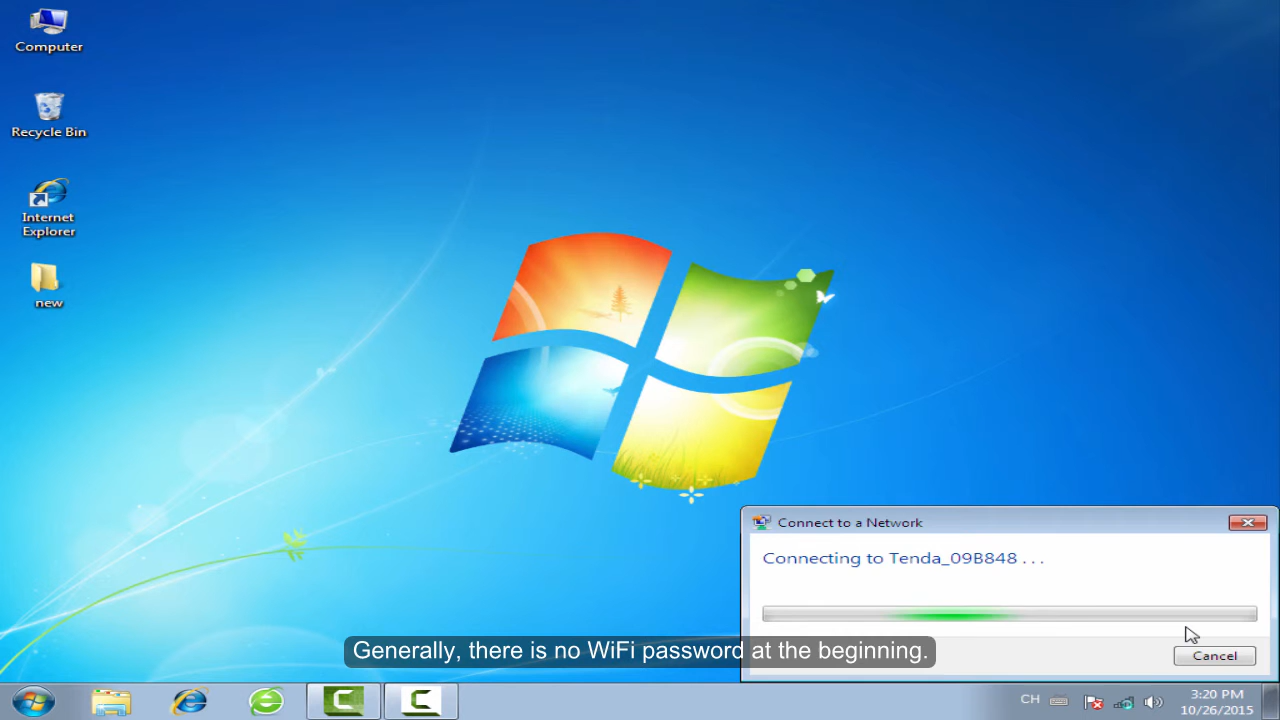 Computer
Recycle Bin
Internet
Explorer
new
Connect to a Network
Connecting to Tenda_09B848 . . .
Generally, there is no WiFi password at the beginning.
Cancel
CH
3:20 PM
10/26/2015